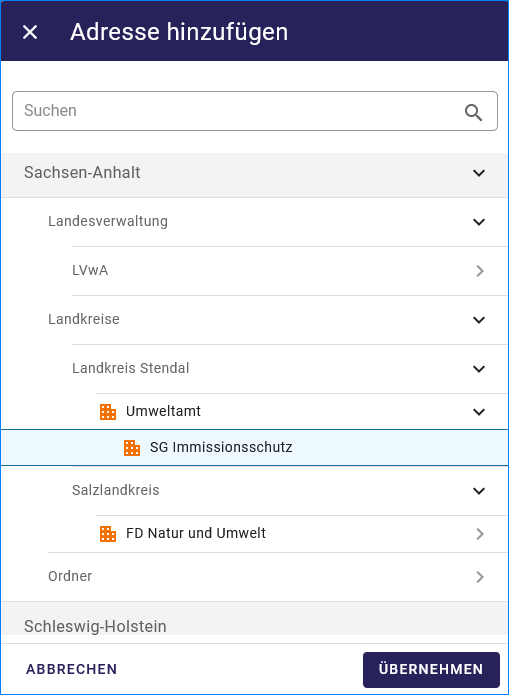 Adresse hinzufügen
Suchen
Sachsen-Anhalt
Landesverwaltung
LVwA
Landkreise
Landkreis Stendal
Umweltamt
SG Immissionsschutz
Salzlandkreis
FD Natur und Umwelt
Ordner
Schleswig-Holstein
ABBRECHEN
ÜBERNEHMEN